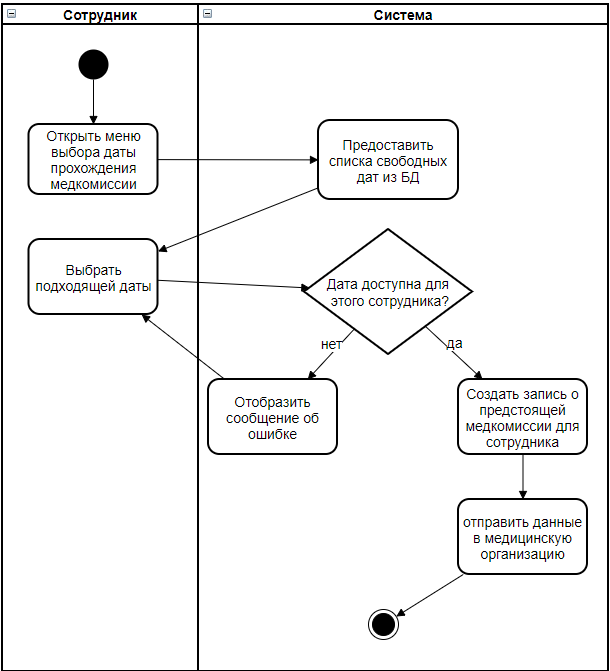 Сотрудник
Система
Открыть меню
выбора даты
прохождения
медкомиссии
Предоставить
списка свободных
дат из БД
Выбрать
подходящей даты
Дата доступна для
этого сотрудника?
нет
да
Отобразить
сообщение об
ошибке
Создать запись о
предстоящей
медкомиссии для
сотрудника
отправить данные
в медицинскую
организацию